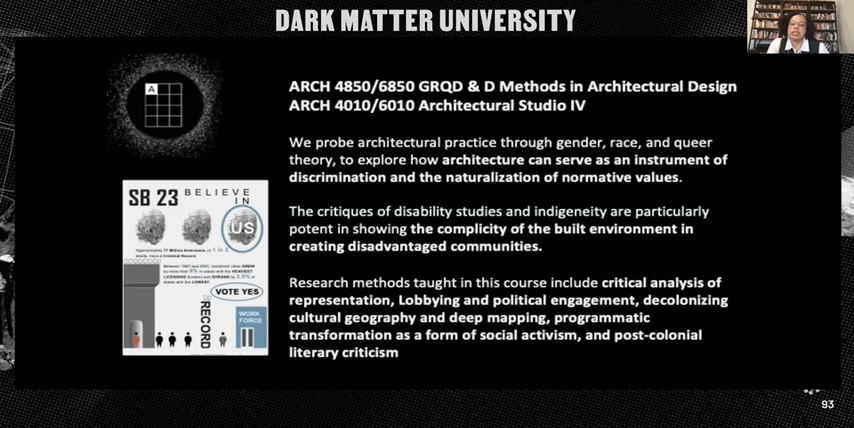 DARK MATTER UNIVERSITY
A
ARCH 4850/6850 GRQD & D Methods in Architectural Design
ARCH 4010/6010 Architectural Studio IV
We probe architectural practice through gender, race, and queer
theory, to explore how architecture can serve as an instrument of
discrimination and the naturalization of normative values.
The critiques of disability studies and indigeneity are particularly
potent in showing the complicity of the built environment in
creating disadvantaged communities.
Research methods taught in this course include critical analysis of
representation, Lobbying and political engagement, decolonizing
cultural geography and deep mapping, programmatic
transformation as a form of social activism, and post-colonial
literary criticism
SB 23 BELIEVE
IN
US
VOTE YES
RECORD
WORK
FORCE
93